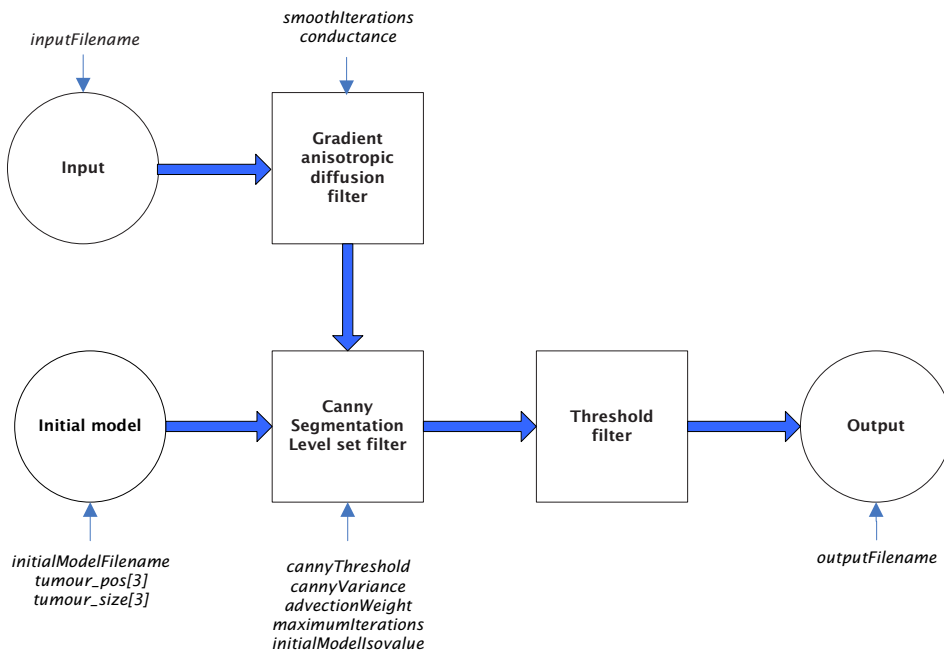 smoothIterations
conductance
inputFilename
Input
Gradient
anisotropic
diffusion
filter
Initial model
Canny
Segmentation
Level set filter
Threshold
filter
Output
initialModelFilename
tumour_pos[3]
tumour_size[3]
cannyThreshold
cannyVariance
advectionWeight
maximumIterations
initialModelIsovalue
outputFilename